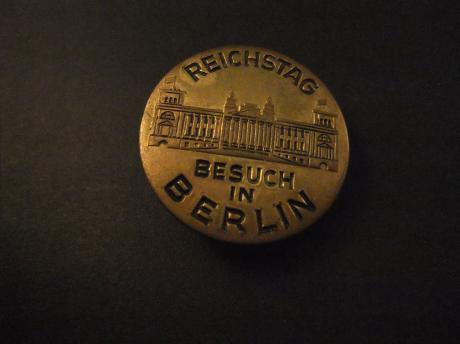 REICHSTAG
BESUCH
IN
BERLIN